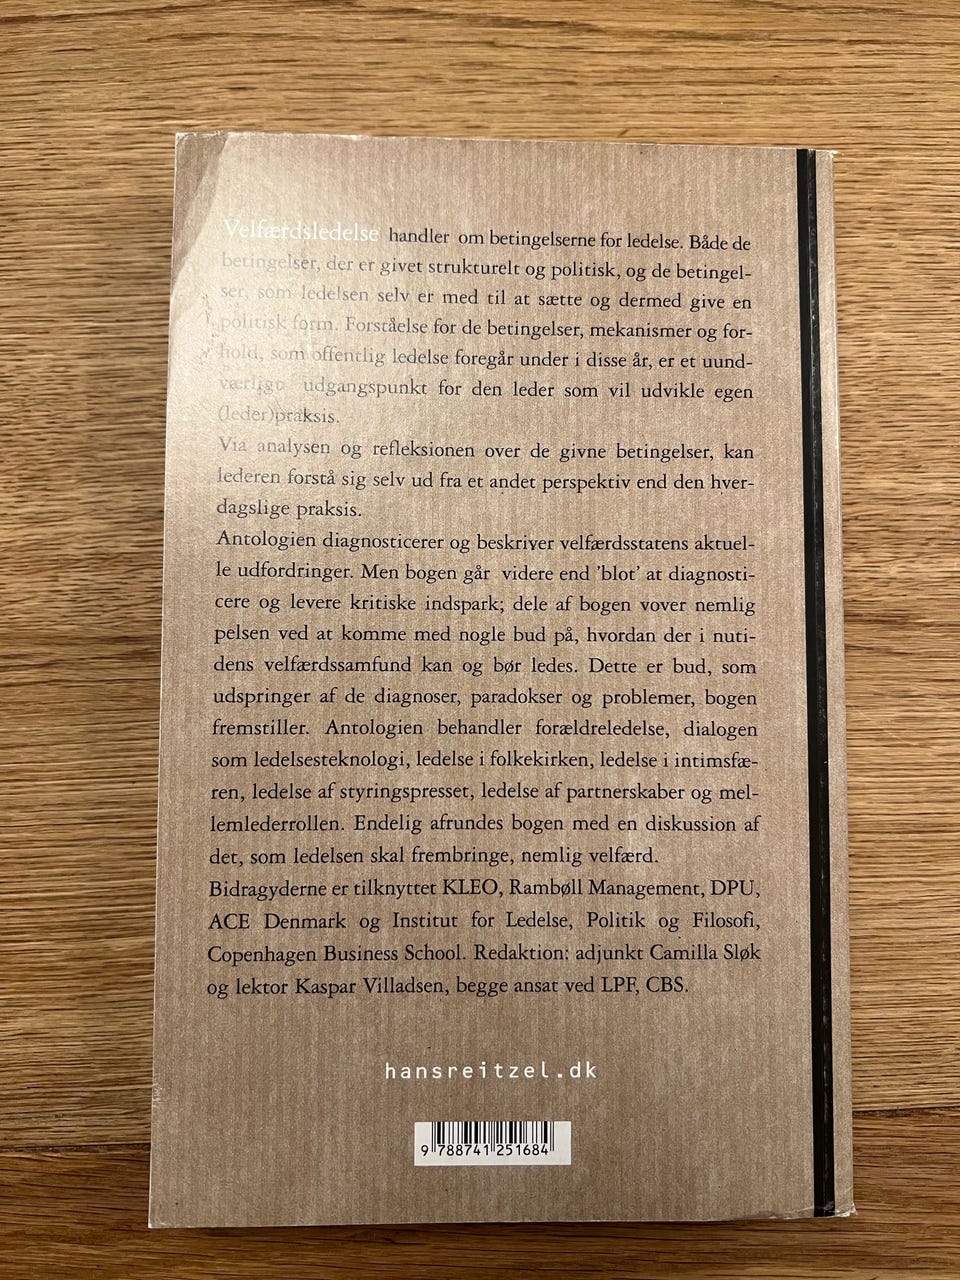 Velfærdsledelse handler om betingelserne for ledelse. Både de
betingelser, der er givet strukturelt og politisk, og de betingel-
ser, som ledelsen selv er med til at sætte og dermed give en
politisk form. Forståelse for de betingelser, mekanismer og for-
hold, som offentlig ledelse foregår under i disse år, er et uund-
værlige udgangspunkt for den leder som vil udvikle egen
(leder)praksis.
Via analysen og refleksionen over de givne betingelser, kan
lederen forstå sig selv ud fra et andet perspektiv end den hver-
dagslige praksis.
Antologien diagnosticerer og beskriver velfærdsstatens aktuel-
le udfordringer. Men bogen går videre end 'blot' at diagnosti-
cere og levere kritiske indspark; dele af bogen vover nemlig
pelsen ved at komme med nogle bud på, hvordan der i nuti-
dens velfærdssamfund kan og bør ledes. Dette er bud, som
udspringer af de diagnoser, paradokser og problemer, bogen
fremstiller. Antologien behandler forældreledelse, dialogen
som ledelsesteknologi, ledelse i folkekirken, ledelse i intimsfæ-
ren, ledelse af styringspresset, ledelse af partnerskaber og mel-
lemlederrollen. Endelig afrundes bogen med en diskussion af
det, som ledelsen skal frembringe, nemlig velfærd.
Bidragyderne er tilknyttet KLEO, Rambøll Management, DPU,
ACE Denmark og Institut for Ledelse, Politik og Filosofi,
Copenhagen Business School. Redaktion: adjunkt Camilla Sløk
og lektor Kaspar Villadsen, begge ansat ved LPF, CBS.
hansreitzel.dk
9 788741 251684